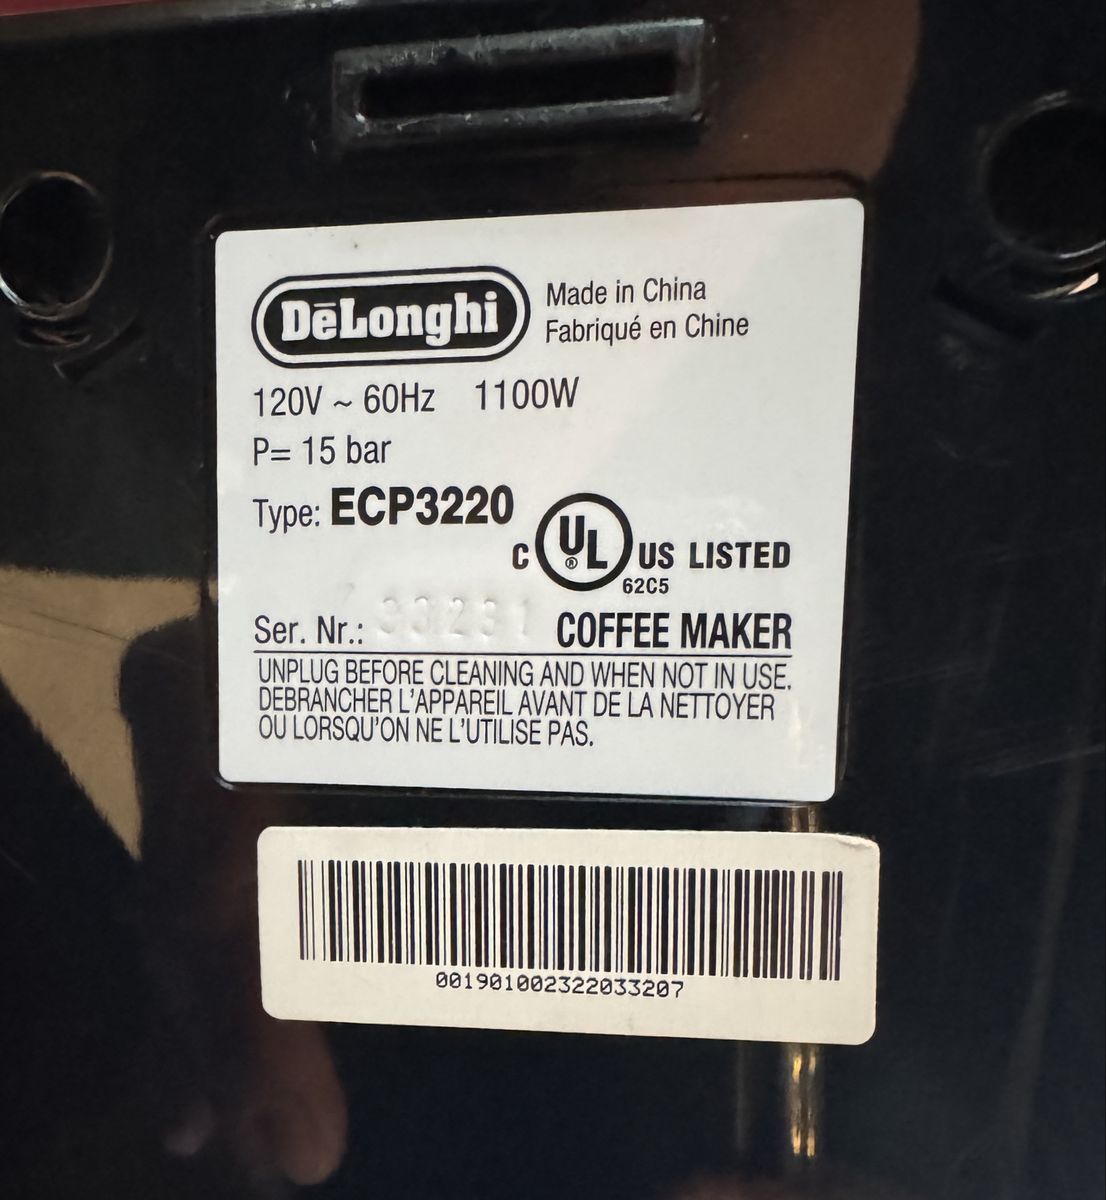 DēLonghi
Made in China
Fabriqué en Chine
120V ~ 60Hz 1100W
P= 15 bar
Type: ECP3220
C UL® US LISTED
62C5
Ser. Nr.: COFFEE MAKER
UNPLUG BEFORE CLEANING AND WHEN NOT IN USE.
DEBRANCHER L'APPAREIL AVANT DE LA NETTOYER
OU LORSQU'ON NE L'UTILISE PAS.
001901002322033207